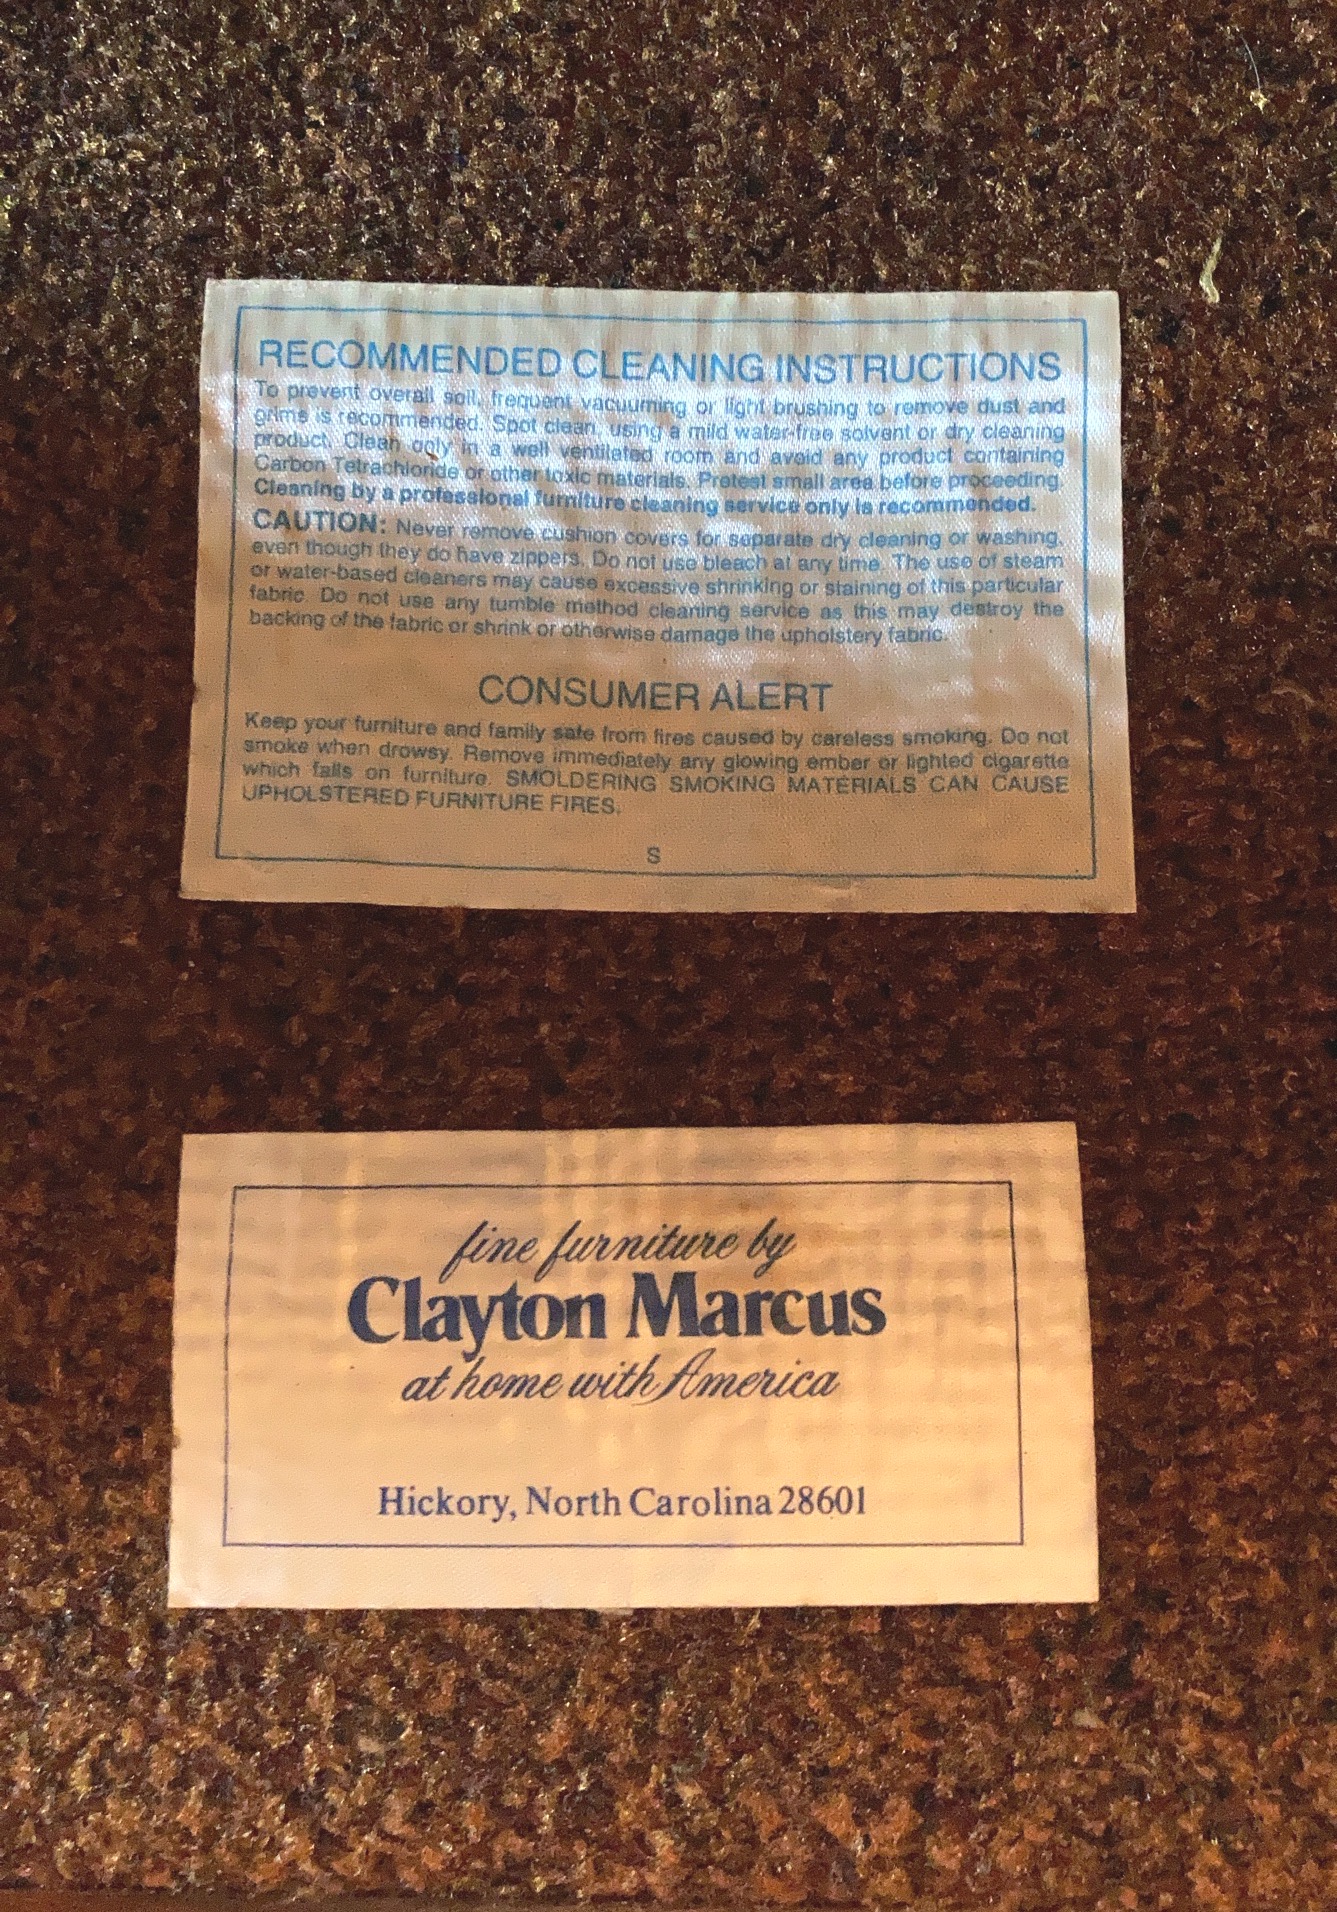 RECOMMENDED CLEANING INSTRUCTIONS
To prevent overall soil, frequent vacuuming or light brushing to remove dust and
grime is recommended. Spot clean, using a mild water-free solvent or dry cleaning
product. Clean only in a well ventilated room and avoid any product containing
Carbon Tetrachloride or other toxic materials. Pretest small area before proceeding.
Cleaning by a professional furniture cleaning service only is recommended.
CAUTION: Never remove cushion covers for separate dry cleaning or washing,
even though they do have zippers. Do not use bleach at any time. The use of steam
or water-based cleaners may cause excessive shrinking or staining of this particular
fabric. Do not use any tumble method cleaning service as this may destroy the
backing of the fabric or shrink or otherwise damage the upholstery fabric.
CONSUMER ALERT
Keep your furniture and family safe from fires caused by careless smoking. Do not
smoke when drowsy. Remove immediately any glowing ember or lighted cigarette
which falls on furniture. SMOLDERING SMOKING MATERIALS CAN CAUSE
UPHOLSTERED FURNITURE FIRES.
S
fine furniture by
Clayton Marcus
at home with America
Hickory, North Carolina 28601